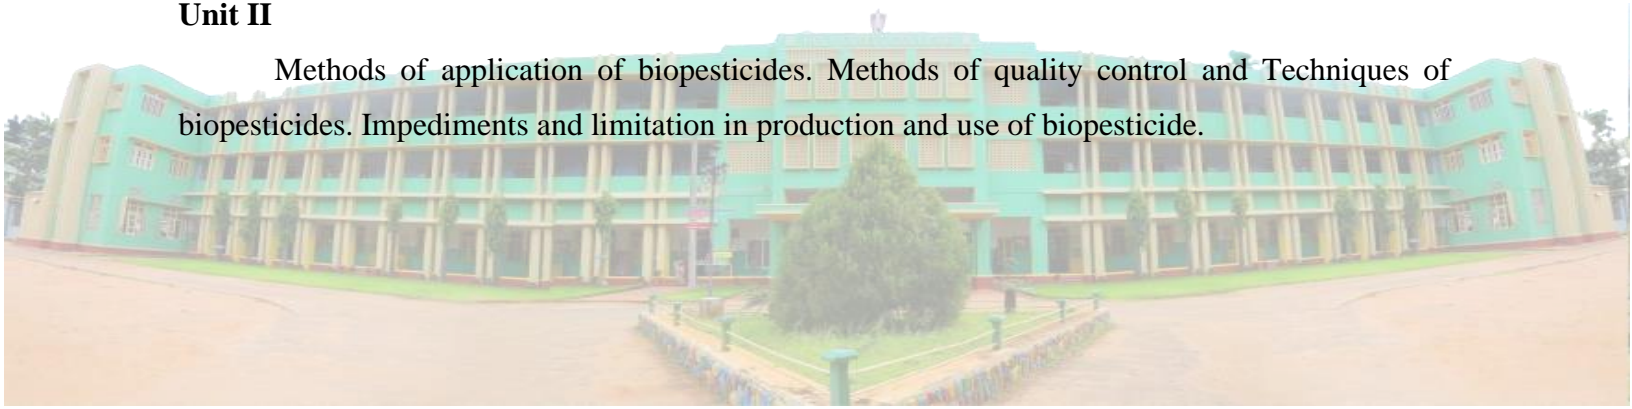 Unit II
Methods of application of biopesticides. Methods of quality control and Techniques of
biopesticides. Impediments and limitation in production and use of biopesticide.